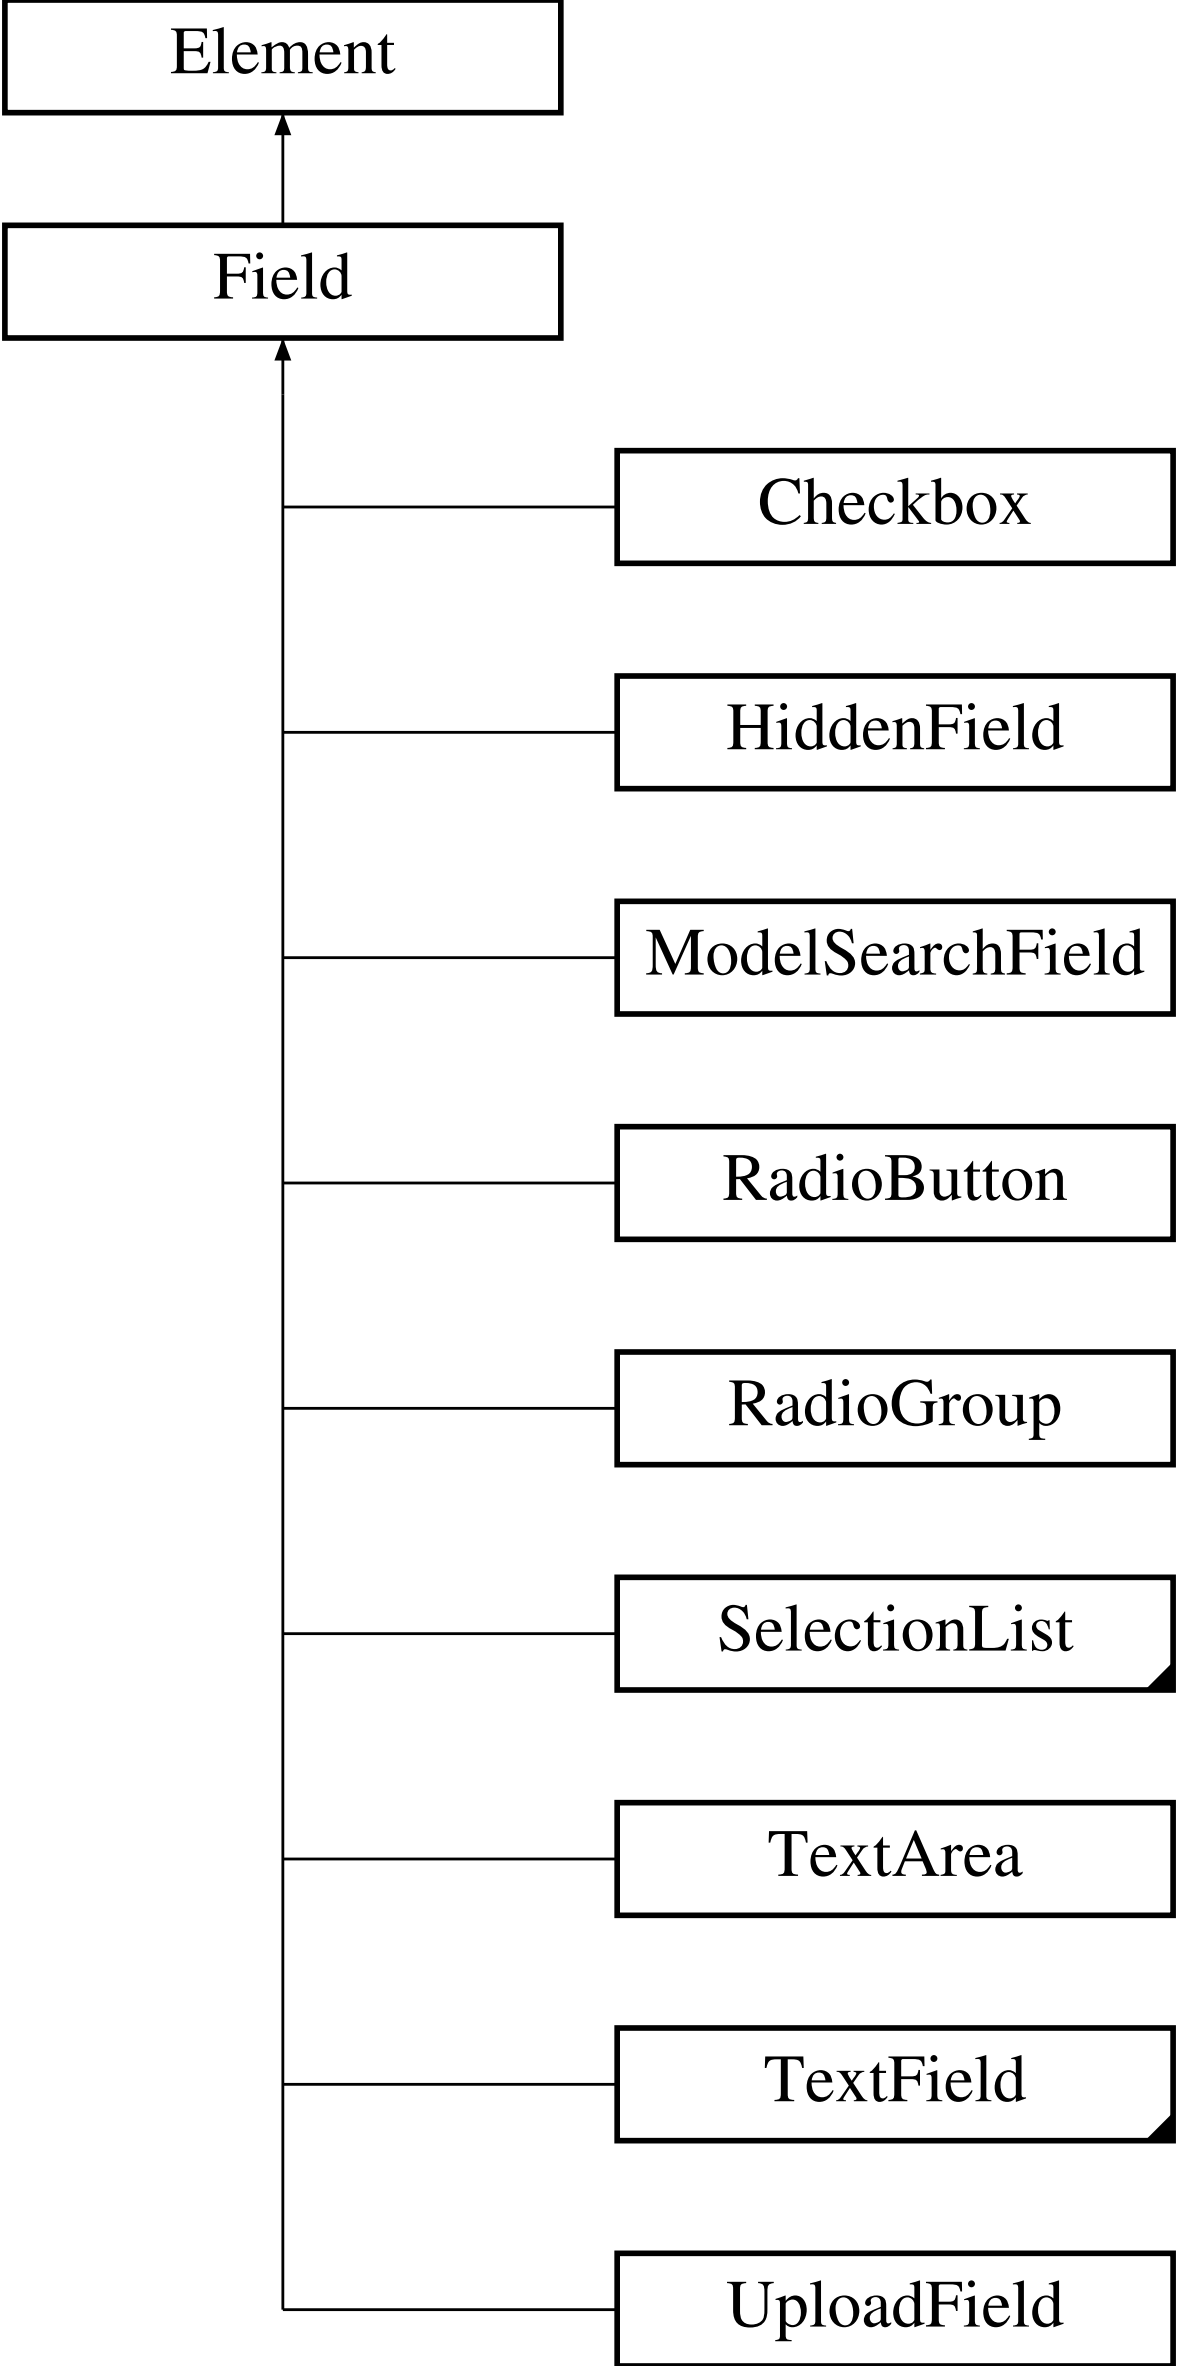 Element
Field
Checkbox
HiddenField
ModelSearchField
RadioButton
RadioGroup
SelectionList
TextArea
TextField
UploadField